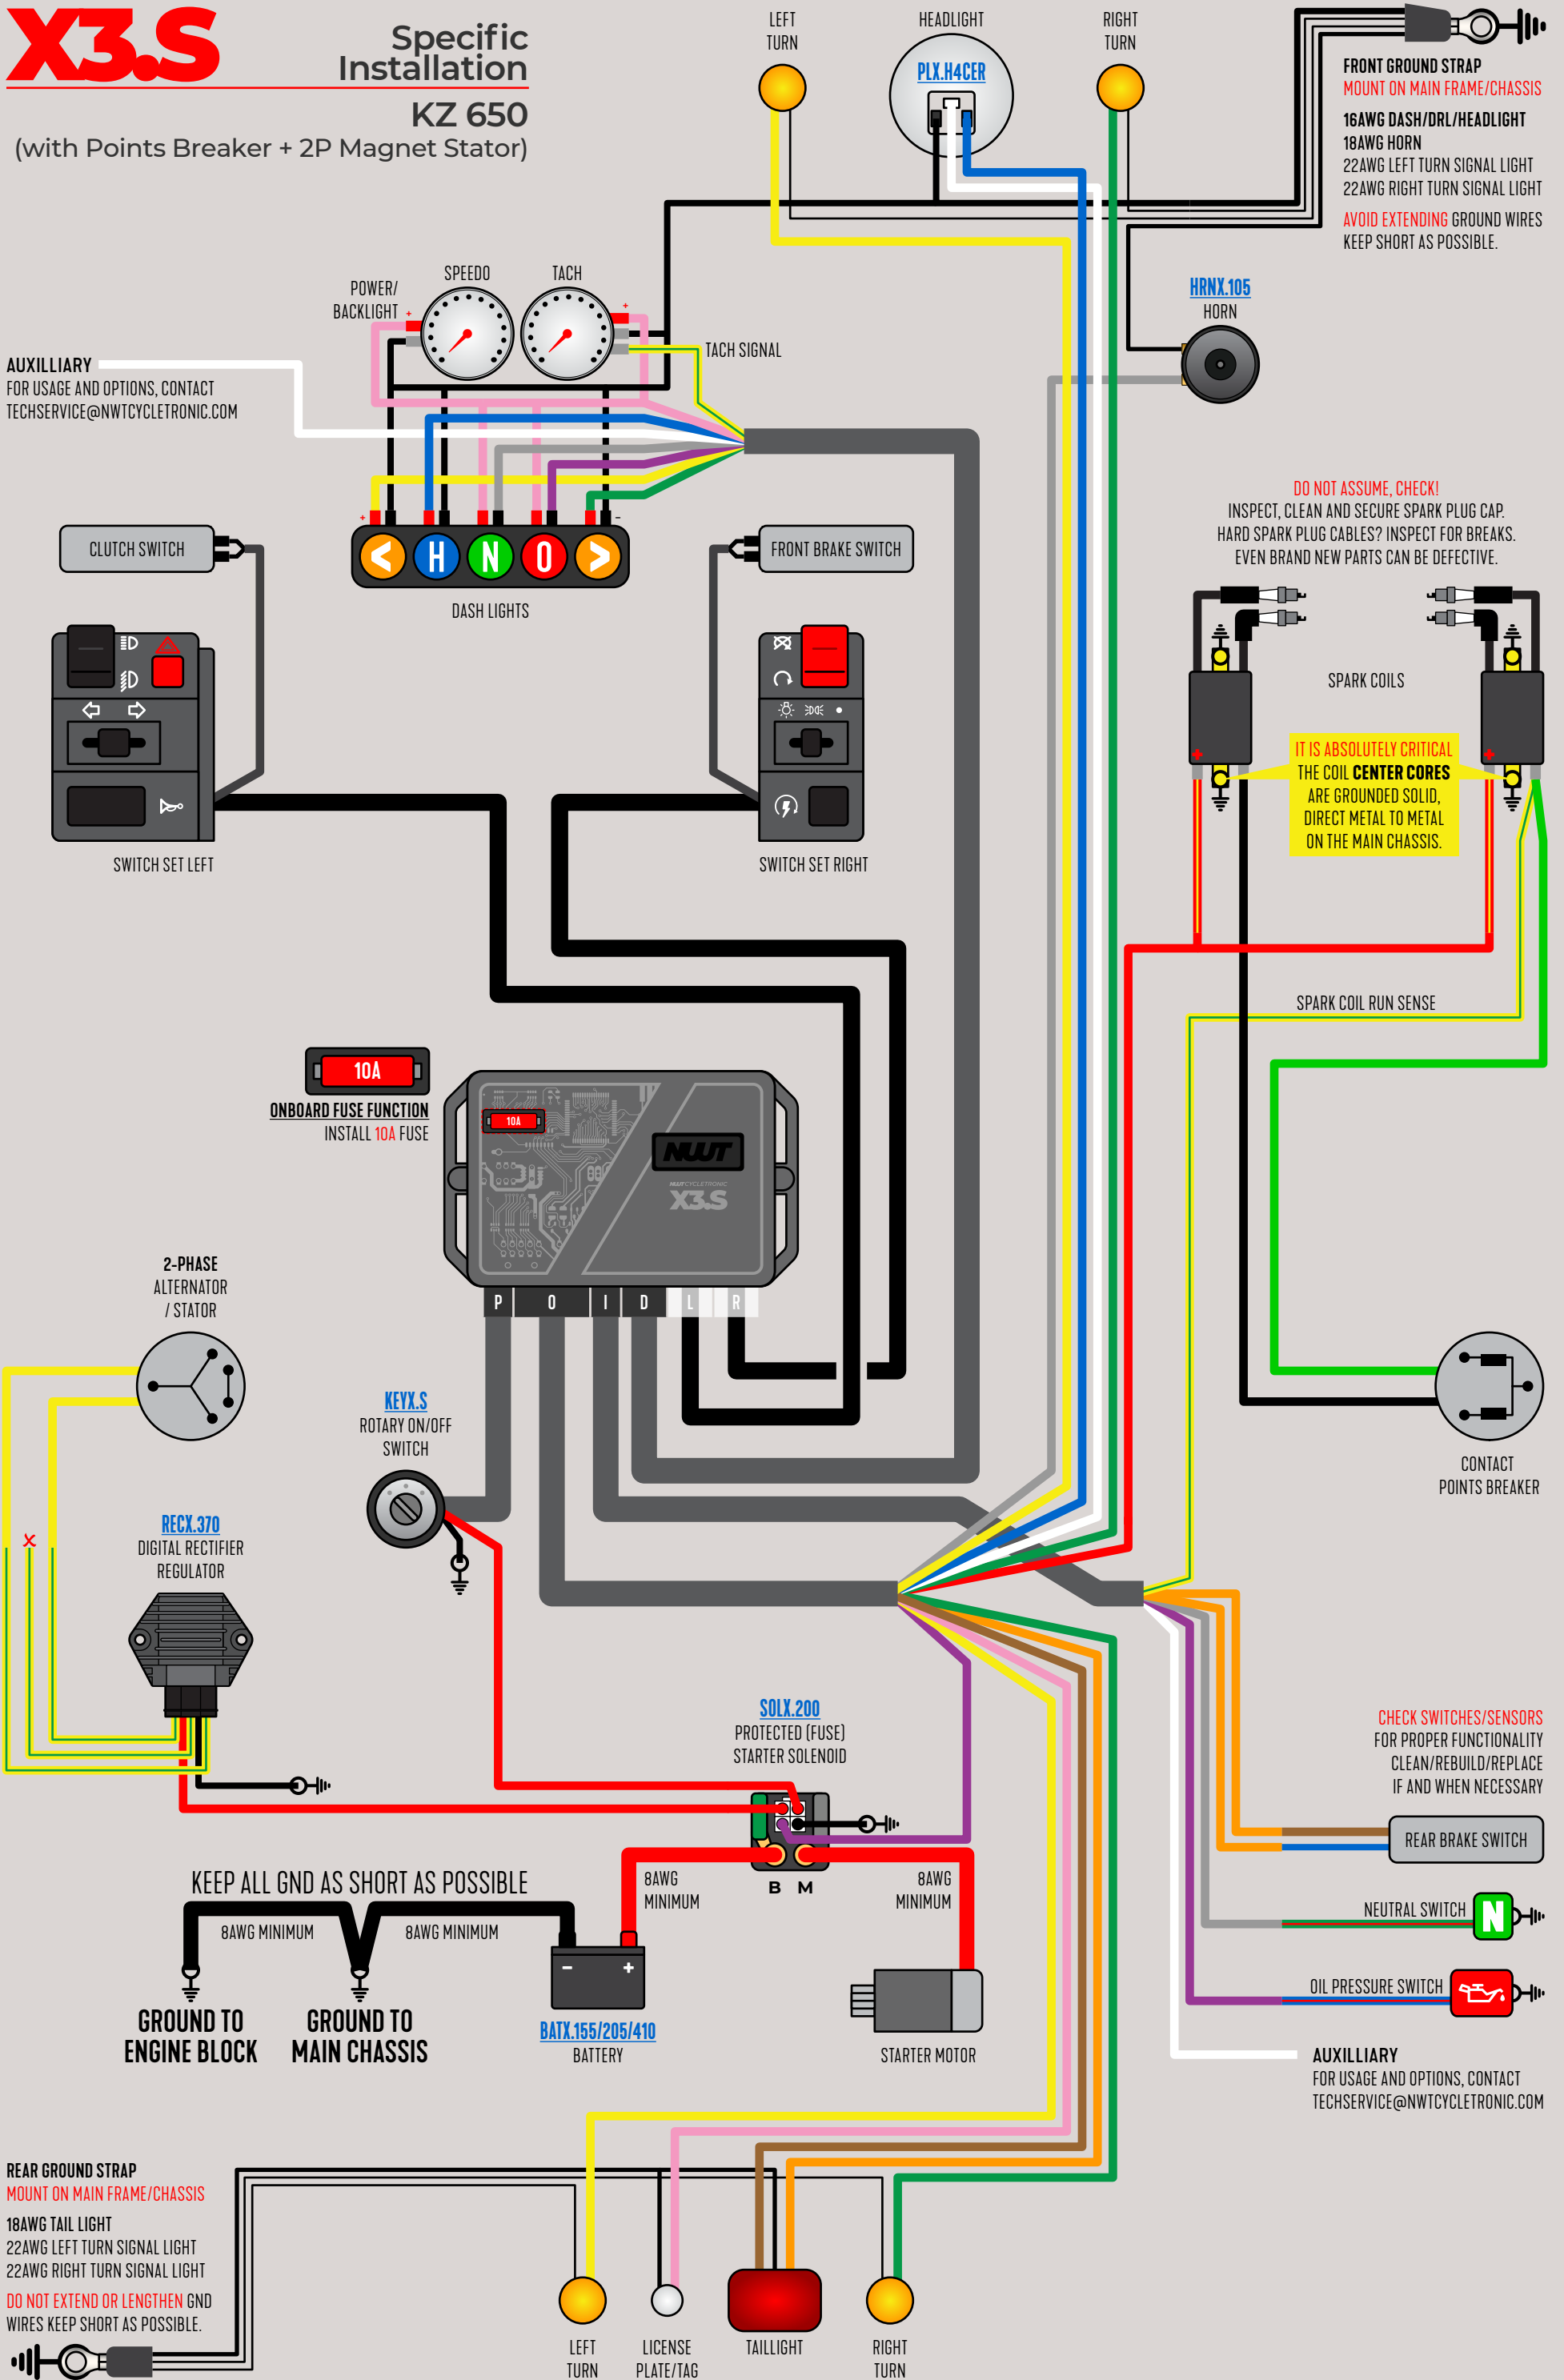 X3.S
Specific
Installation
KZ 650
(with Points Breaker + 2P Magnet Stator)
LEFT
TURN
HEADLIGHT
PLX.H4CER
RIGHT
TURN
FRONT GROUND STRAP
MOUNT ON MAIN FRAME/CHASSIS
16AWG DASH/DRL/HEADLIGHT
18AWG HORN
22AWG LEFT TURN SIGNAL LIGHT
22AWG RIGHT TURN SIGNAL LIGHT
AVOID EXTENDING GROUND WIRES
KEEP SHORT AS POSSIBLE.
SPEEDO
TACH
POWER/
BACKLIGHT
+
+
TACH SIGNAL
HRNX.105
HORN
AUXILLIARY
FOR USAGE AND OPTIONS, CONTACT
TECHSERVICE@NWTCYCLETRONIC.COM
+
-
< H N O >
DASH LIGHTS
CLUTCH SWITCH
FRONT BRAKE SWITCH
DO NOT ASSUME, CHECK!
INSPECT, CLEAN AND SECURE SPARK PLUG CAP.
HARD SPARK PLUG CABLES? INSPECT FOR BREAKS.
EVEN BRAND NEW PARTS CAN BE DEFECTIVE.
SPARK COILS
+
+
IT IS ABSOLUTELY CRITICAL
THE COIL CENTER CORES
ARE GROUNDED SOLID,
DIRECT METAL TO METAL
ON THE MAIN CHASSIS.
SWITCH SET LEFT
SWITCH SET RIGHT
SPARK COIL RUN SENSE
10A
ONBOARD FUSE FUNCTION
INSTALL 10A FUSE
10A
NWT
NWTCYCLETRONIC
X3.S
P O I D L R
2-PHASE
ALTERNATOR
/ STATOR
KEYX.S
ROTARY ON/OFF
SWITCH
CONTACT
POINTS BREAKER
X
RECX.370
DIGITAL RECTIFIER
REGULATOR
SOLX.200
PROTECTED (FUSE)
STARTER SOLENOID
B M
CHECK SWITCHES/SENSORS
FOR PROPER FUNCTIONALITY
CLEAN/REBUILD/REPLACE
IF AND WHEN NECESSARY
REAR BRAKE SWITCH
NEUTRAL SWITCH
N
OIL PRESSURE SWITCH
KEEP ALL GND AS SHORT AS POSSIBLE
8AWG MINIMUM
8AWG MINIMUM
8AWG
MINIMUM
8AWG
MINIMUM
- +
GROUND TO
ENGINE BLOCK
GROUND TO
MAIN CHASSIS
BATX.155/205/410
BATTERY
STARTER MOTOR
AUXILLIARY
FOR USAGE AND OPTIONS, CONTACT
TECHSERVICE@NWTCYCLETRONIC.COM
REAR GROUND STRAP
MOUNT ON MAIN FRAME/CHASSIS
18AWG TAIL LIGHT
22AWG LEFT TURN SIGNAL LIGHT
22AWG RIGHT TURN SIGNAL LIGHT
DO NOT EXTEND OR LENGTHEN GND
WIRES KEEP SHORT AS POSSIBLE.
LEFT
TURN
LICENSE
PLATE/TAG
TAILLIGHT
RIGHT
TURN